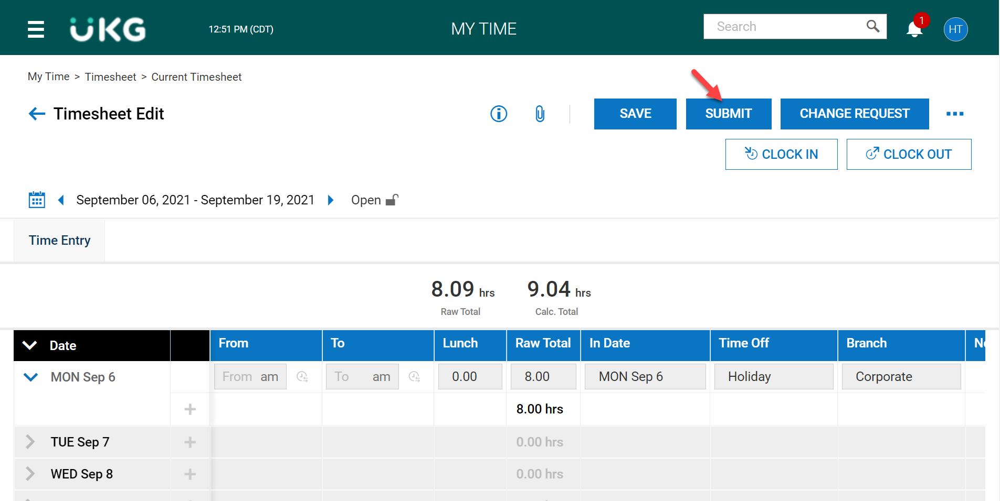 UKG
12:51 PM (CDT)
MY TIME
Search
1
HT
My Time > Timesheet > Current Timesheet
Timesheet Edit
SAVE
SUBMIT
CHANGE REQUEST
CLOCK IN
CLOCK OUT
September 06, 2021 - September 19, 2021
Open
Time Entry
8.09 hrs
9.04 hrs
Raw Total
Calc. Total
Date From To Lunch Raw Total In Date Time Off Branch
MON Sep 6 From am To am 0.00 8.00 MON Sep 6 Holiday Corporate
+ 8.00 hrs
TUE Sep 7 + 0.00 hrs
WED Sep 8 + 0.00 hrs